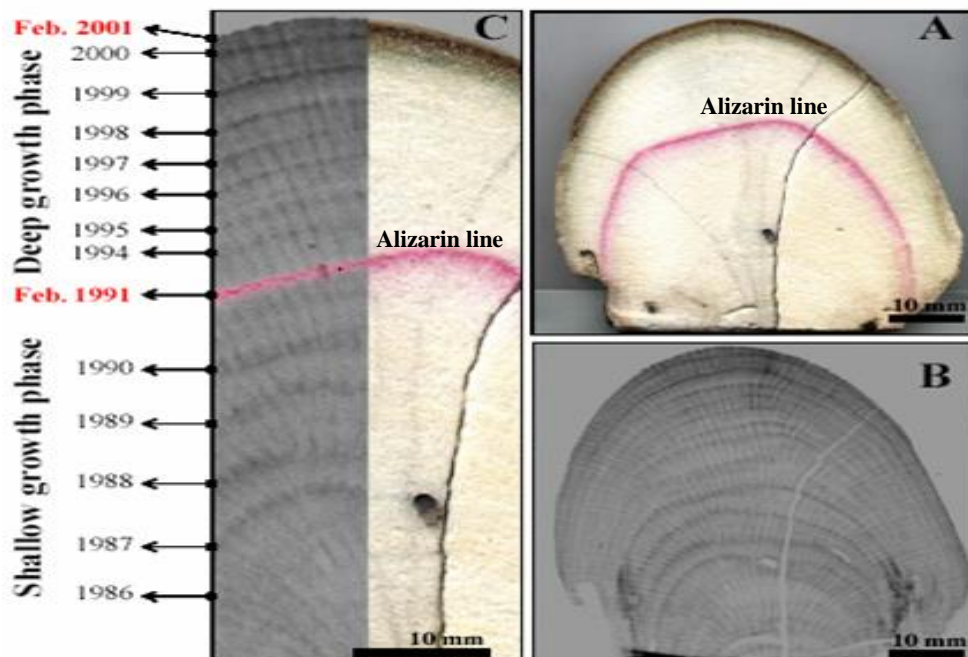 Feb. 2001
2000
1999
1998
1997
1996
1995
1994
Feb. 1991
1990
1989
1988
1987
1986
Deep growth phase
Shallow growth phase
C
Alizarin line
10 mm
A
Alizarin line
10 mm
B
10 mm